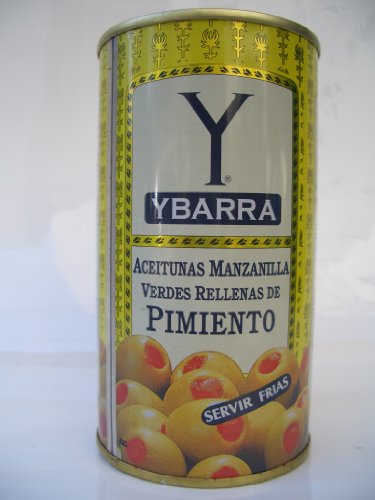 Y
®
YBARRA
ACEITUNAS MANZANILLA
VERDES RELLENAS DE
PIMIENTO
SERVIR FRIAS